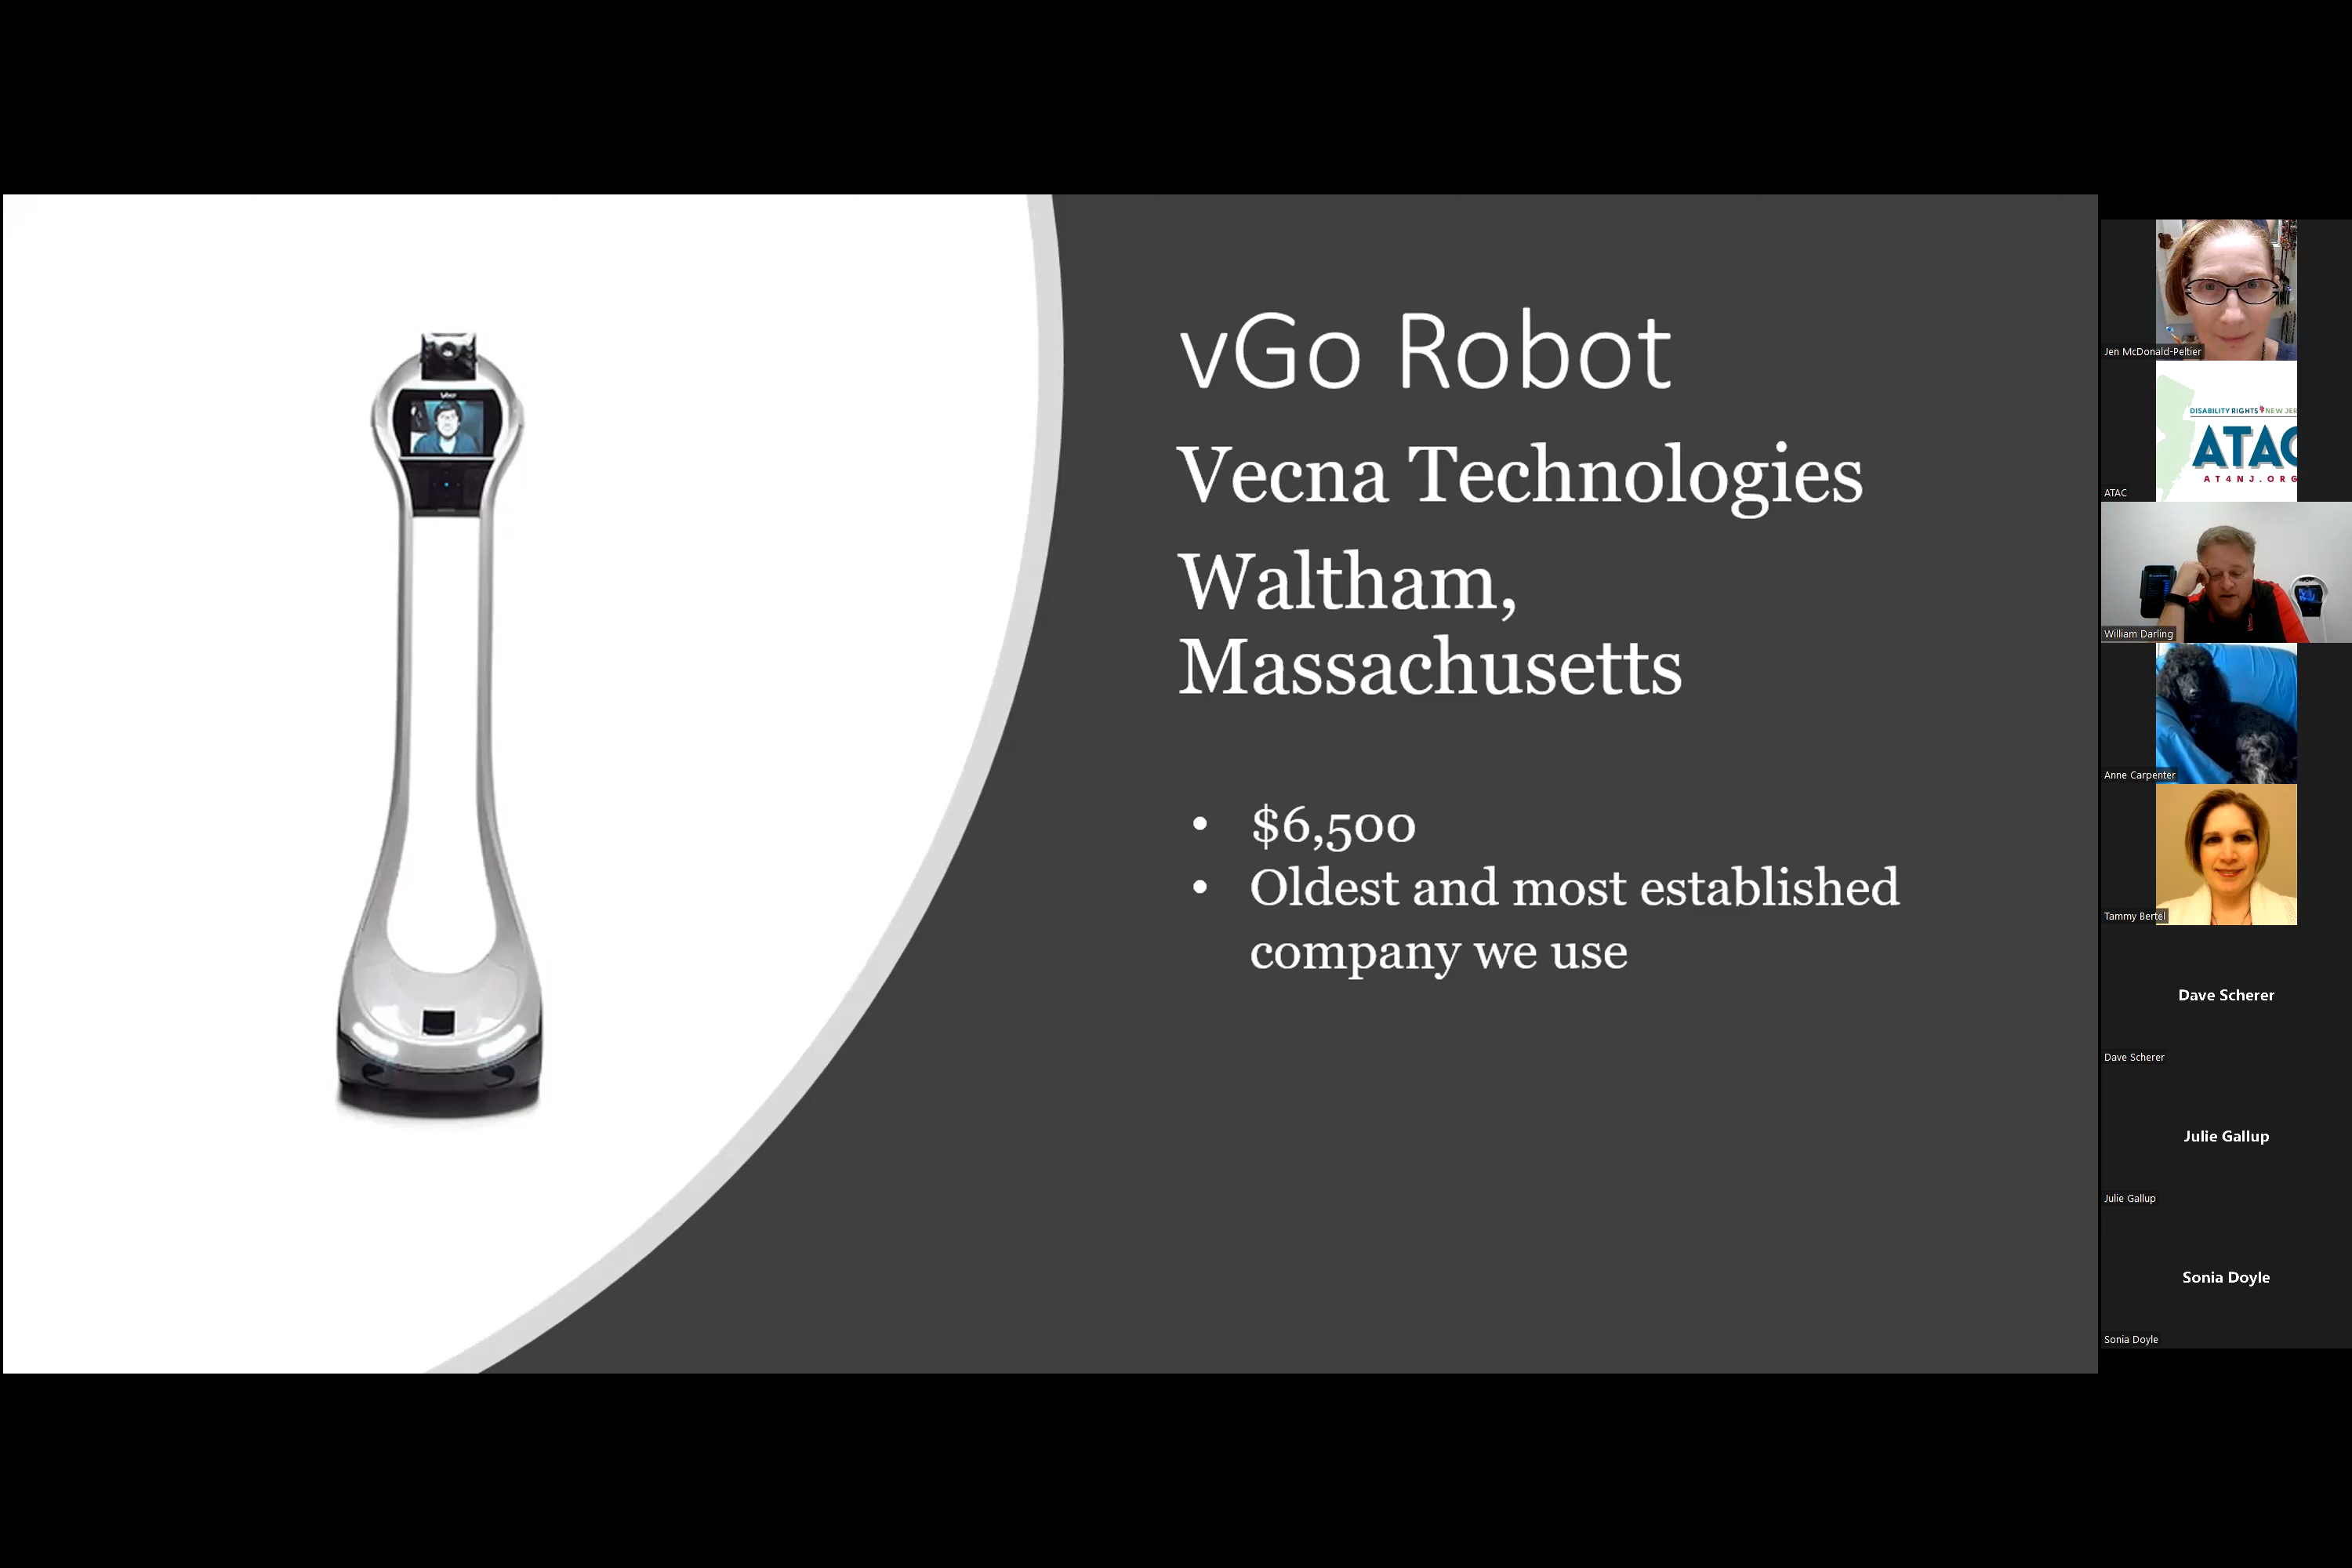 vGo Robot
Vecna Technologies
Waltham,
Massachusetts
• $6,500
• Oldest and most established
company we use
Jen McDonald-Peltier
DISABILITY RIGHTS NEW JER
ATAC
AT4NJ.ORG
ATAC
William Darling
Anne Carpenter
Tammy Bertel
Dave Scherer
Dave Scherer
Julie Gallup
Julie Gallup
Sonia Doyle
Sonia Doyle